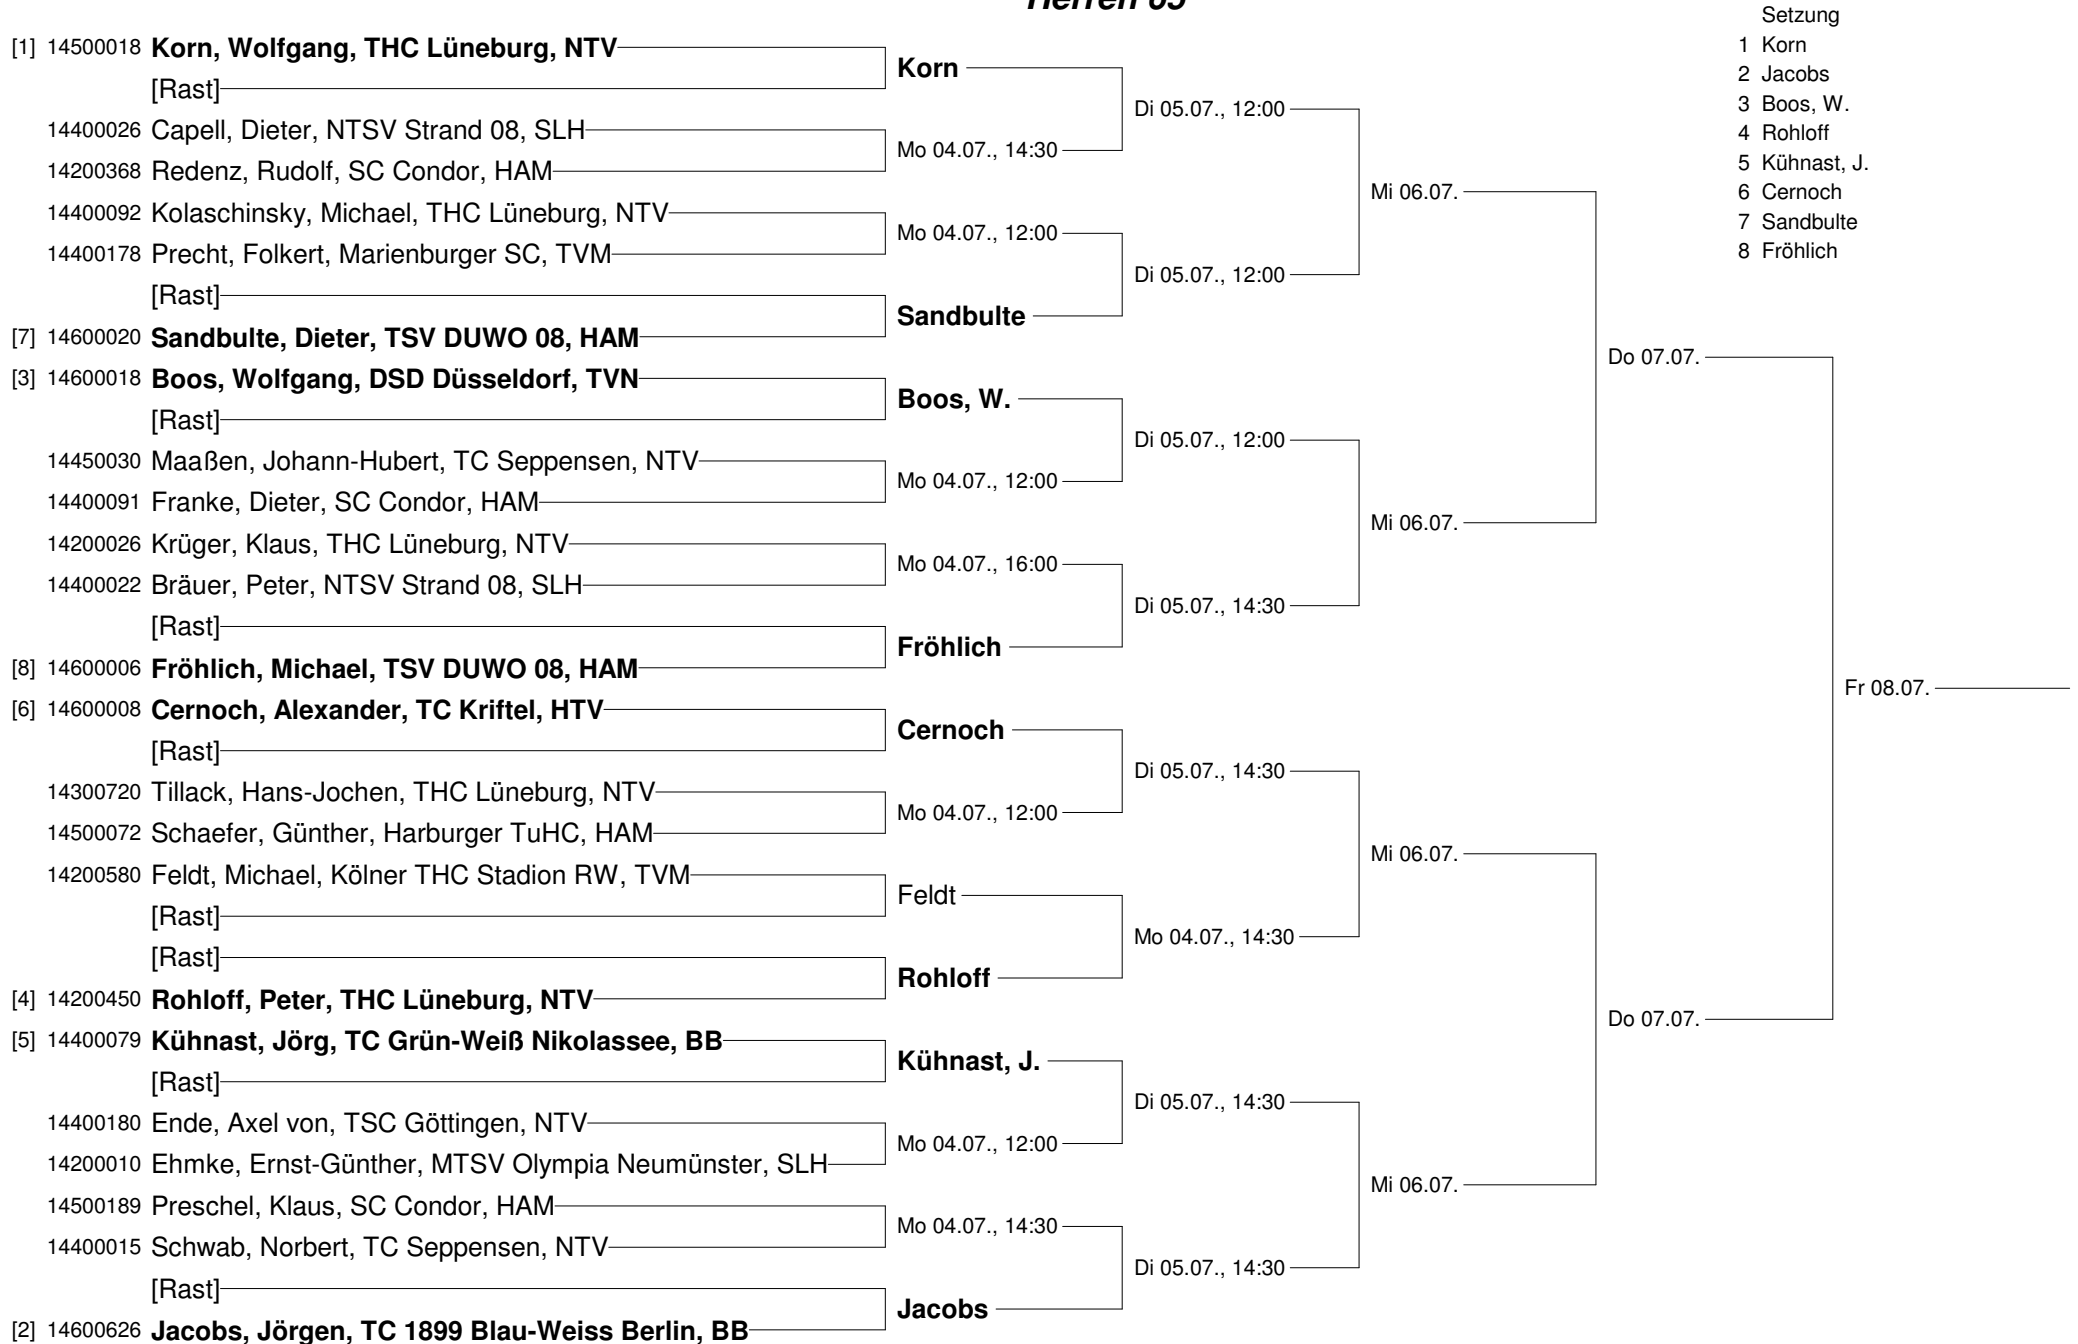 Herren 65
Setzung
1 Korn
2 Jacobs
3 Boos, W.
4 Rohloff
5 Kühnast, J.
6 Cernoch
7 Sandbulte
8 Fröhlich
[1] 14500018 Korn, Wolfgang, THC Lüneburg, NTV
[Rast]
14400026 Capell, Dieter, NTSV Strand 08, SLH
14200368 Redenz, Rudolf, SC Condor, HAM
14400092 Kolaschinsky, Michael, THC Lüneburg, NTV
14400178 Precht, Folkert, Marienburger SC, TVM
[Rast]
[7] 14600020 Sandbulte, Dieter, TSV DUWO 08, HAM
[3] 14600018 Boos, Wolfgang, DSD Düsseldorf, TVN
[Rast]
14450030 Maaßen, Johann-Hubert, TC Seppensen, NTV
14400091 Franke, Dieter, SC Condor, HAM
14200026 Krüger, Klaus, THC Lüneburg, NTV
14400022 Bräuer, Peter, NTSV Strand 08, SLH
[Rast]
[8] 14600006 Fröhlich, Michael, TSV DUWO 08, HAM
[6] 14600008 Cernoch, Alexander, TC Kriftel, HTV
[Rast]
14300720 Tillack, Hans-Jochen, THC Lüneburg, NTV
14500072 Schaefer, Günther, Harburger TuHC, HAM
14200580 Feldt, Michael, Kölner THC Stadion RW, TVM
[Rast]
[Rast]
[4] 14200450 Rohloff, Peter, THC Lüneburg, NTV
[5] 14400079 Kühnast, Jörg, TC Grün-Weiß Nikolassee, BB
[Rast]
14400180 Ende, Axel von, TSC Göttingen, NTV
14200010 Ehmke, Ernst-Günther, MTSV Olympia Neumünster, SLH
14500189 Preschel, Klaus, SC Condor, HAM
14400015 Schwab, Norbert, TC Seppensen, NTV
[Rast]
[2] 14600626 Jacobs, Jörgen, TC 1899 Blau-Weiss Berlin, BB
Korn
Mo 04.07., 14:30
Mo 04.07., 12:00
Sandbulte
Boos, W.
Mo 04.07., 12:00
Mo 04.07., 16:00
Fröhlich
Cernoch
Mo 04.07., 12:00
Feldt
Rohloff
Kühnast, J.
Mo 04.07., 12:00
Mo 04.07., 14:30
Jacobs
Di 05.07., 12:00
Di 05.07., 12:00
Di 05.07., 12:00
Di 05.07., 14:30
Di 05.07., 14:30
Mo 04.07., 14:30
Di 05.07., 14:30
Di 05.07., 14:30
Mi 06.07.
Mi 06.07.
Mi 06.07.
Mi 06.07.
Do 07.07.
Do 07.07.
Fr 08.07.